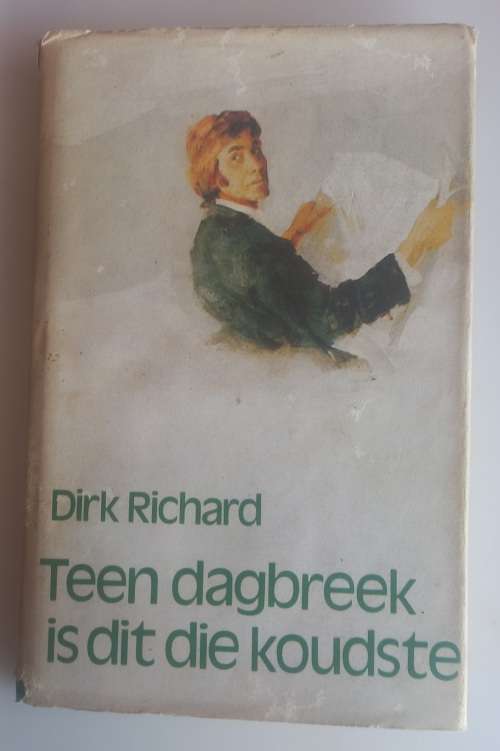 Dirk Richard
Teen dagbreek
is dit die koudste